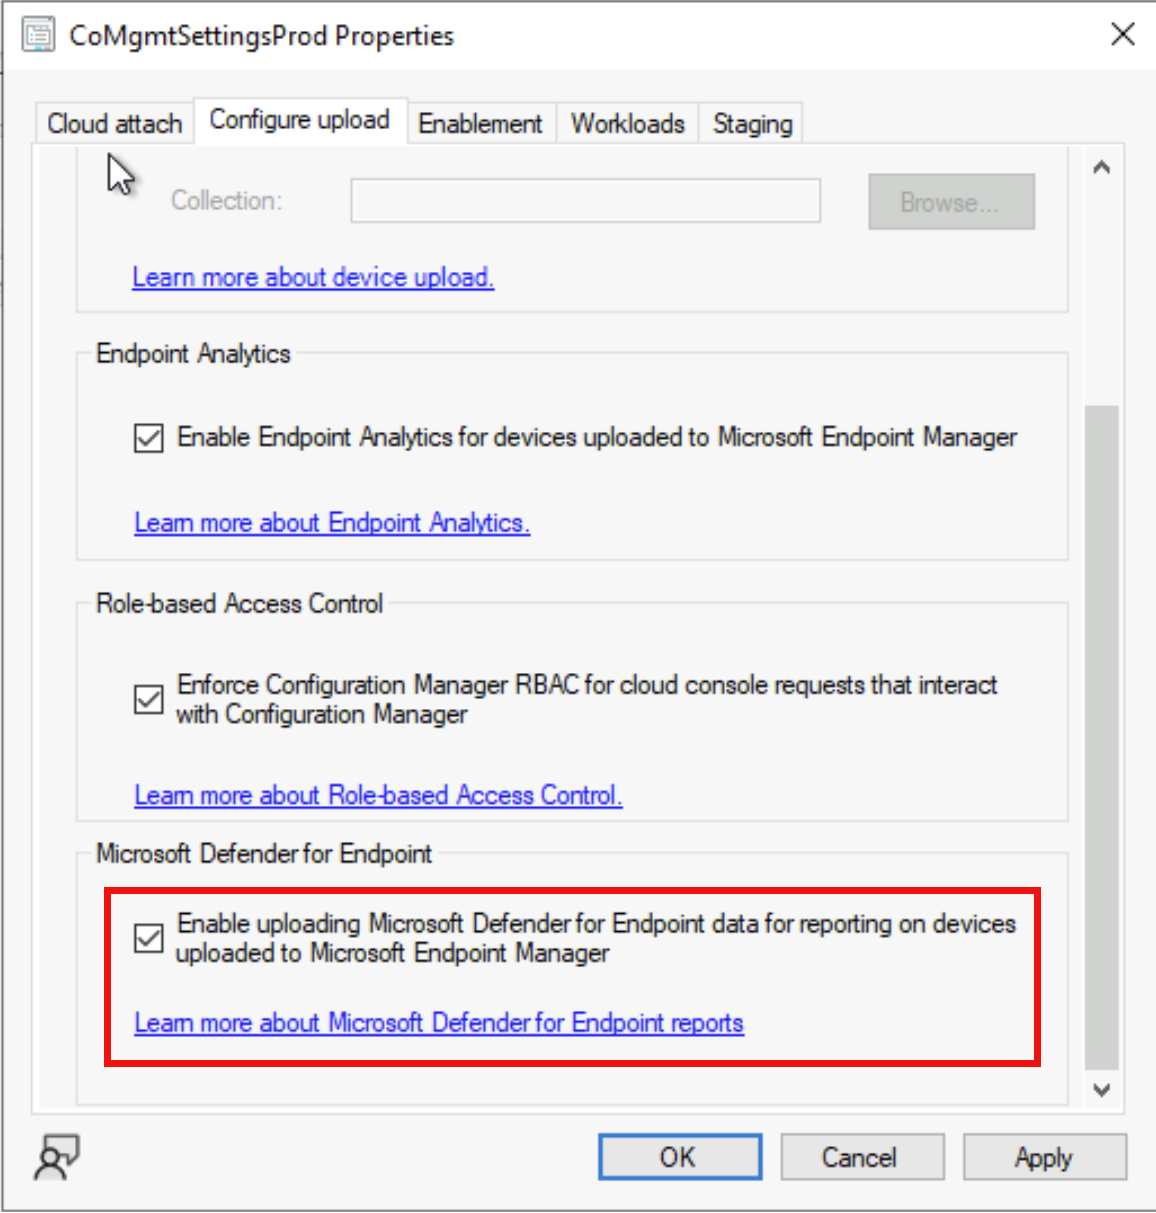 CoMgmtSettingsProd Properties
Cloud attach
Configure upload
Enablement
Workloads
Staging
Collection:
Browse...
Learn more about device upload.
Endpoint Analytics
Enable Endpoint Analytics for devices uploaded to Microsoft Endpoint Manager
Learn more about Endpoint Analytics.
Role-based Access Control
Enforce Configuration Manager RBAC for cloud console requests that interact
with Configuration Manager
Learn more about Role-based Access Control.
Microsoft Defender for Endpoint
Enable uploading Microsoft Defender for Endpoint data for reporting on devices
uploaded to Microsoft Endpoint Manager
Learn more about Microsoft Defender for Endpoint reports
OK
Cancel
Apply